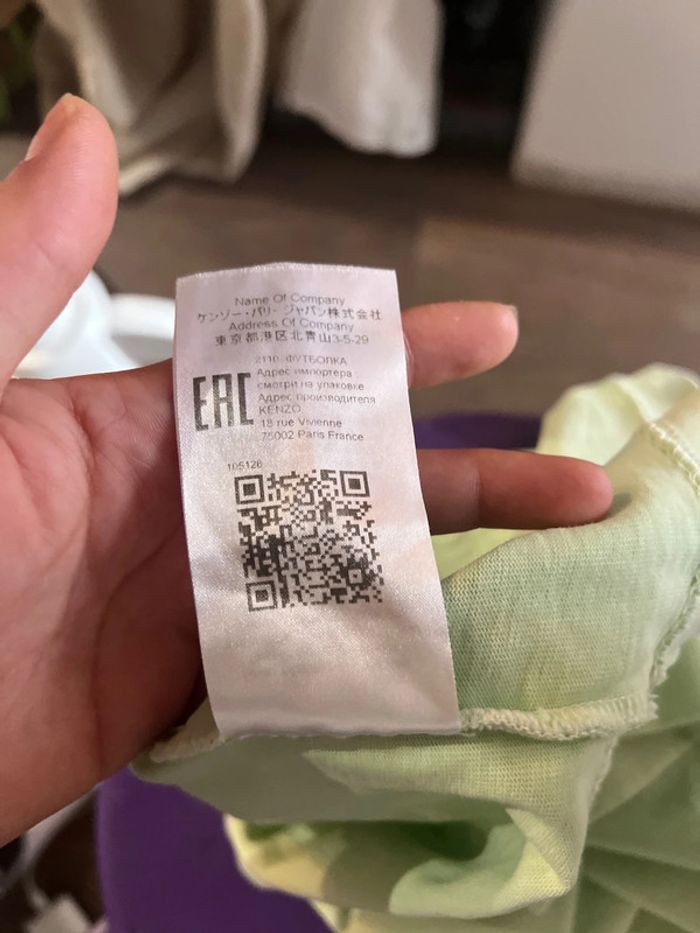 Name Of Company
ケンゾー・パリ・ジャパン株式会社
Address Of Company
東京都港区北青山3-5-29
2110-ФУТБОЛКА
Адрес импортера
смотри на упаковке
Адрес производителя
KENZO
18 rue Vivienne
75002 Paris France
EAC
105126